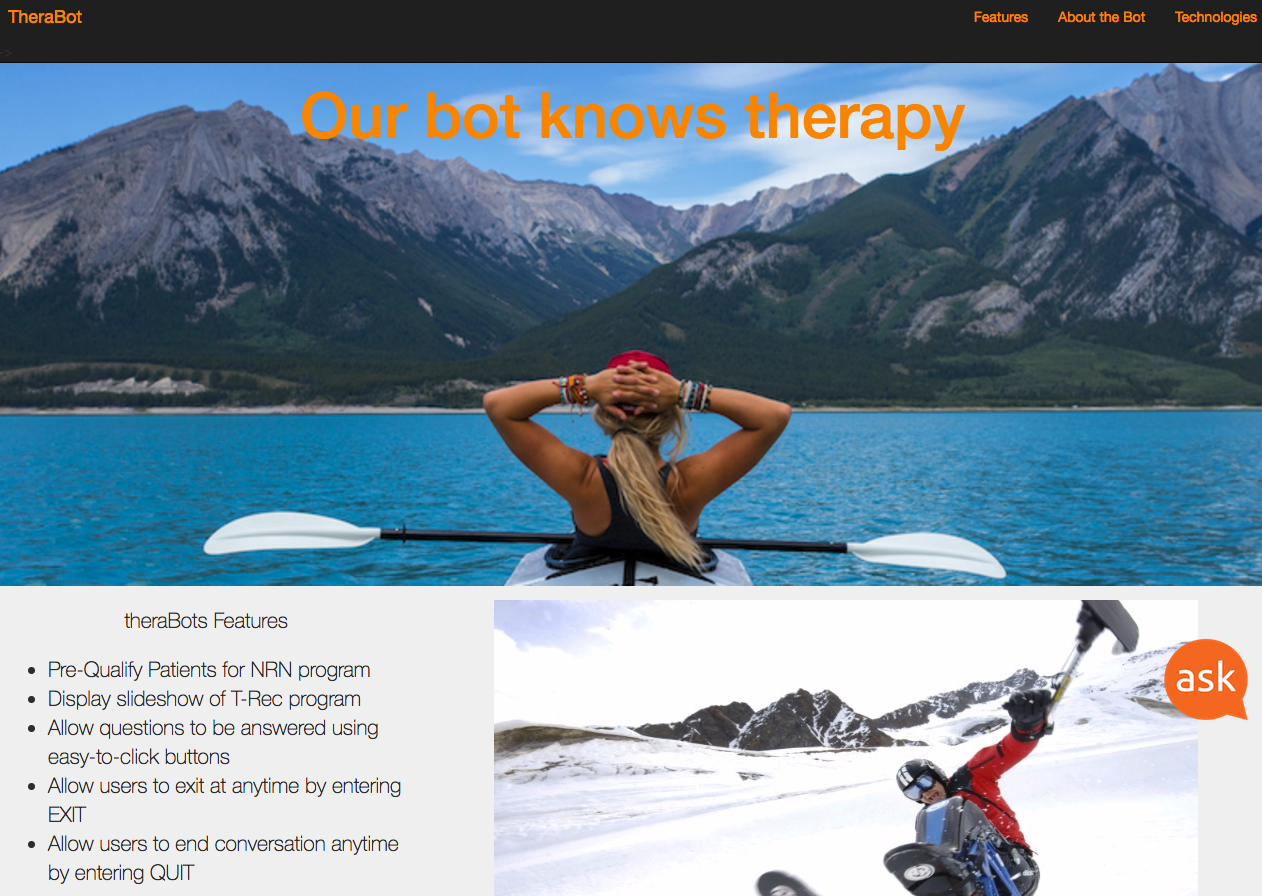 TheraBot Features About the Bot Technologies
->
Our bot knows therapy
theraBots Features
Pre-Qualify Patients for NRN program
Display slideshow of T-Rec program
Allow questions to be answered using
easy-to-click buttons
Allow users to exit at anytime by entering
EXIT
Allow users to end conversation anytime
by entering QUIT
ask